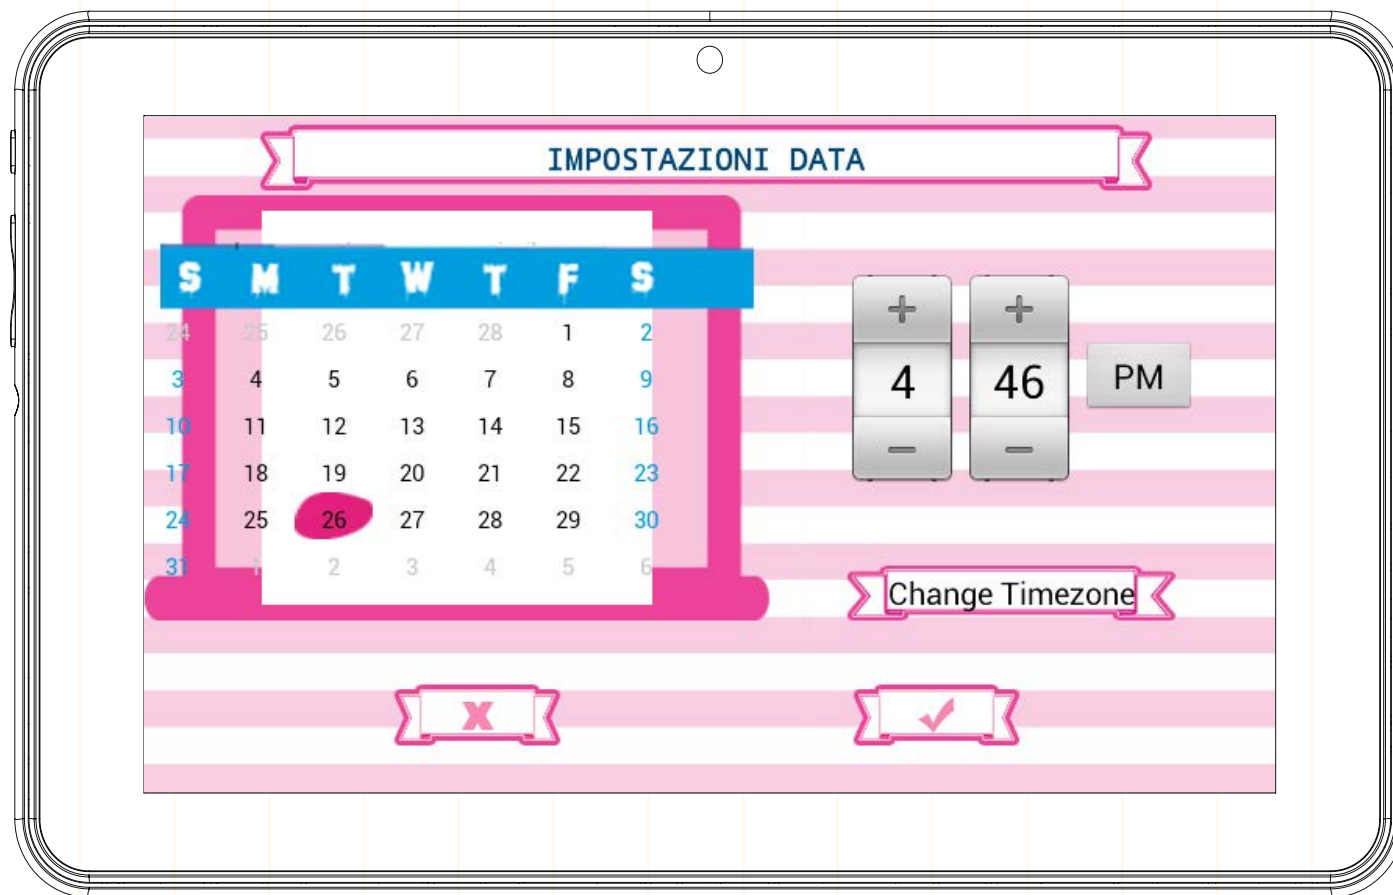 IMPOSTAZIONI DATA
S M T W T F S
24 25 26 27 28 1 2
3 4 5 6 7 8 9
10 11 12 13 14 15 16
17 18 19 20 21 22 23
24 25 26 27 28 29 30
31 1 2 3 4 5 6
+ +
4 46 PM
− −
Change Timezone
X